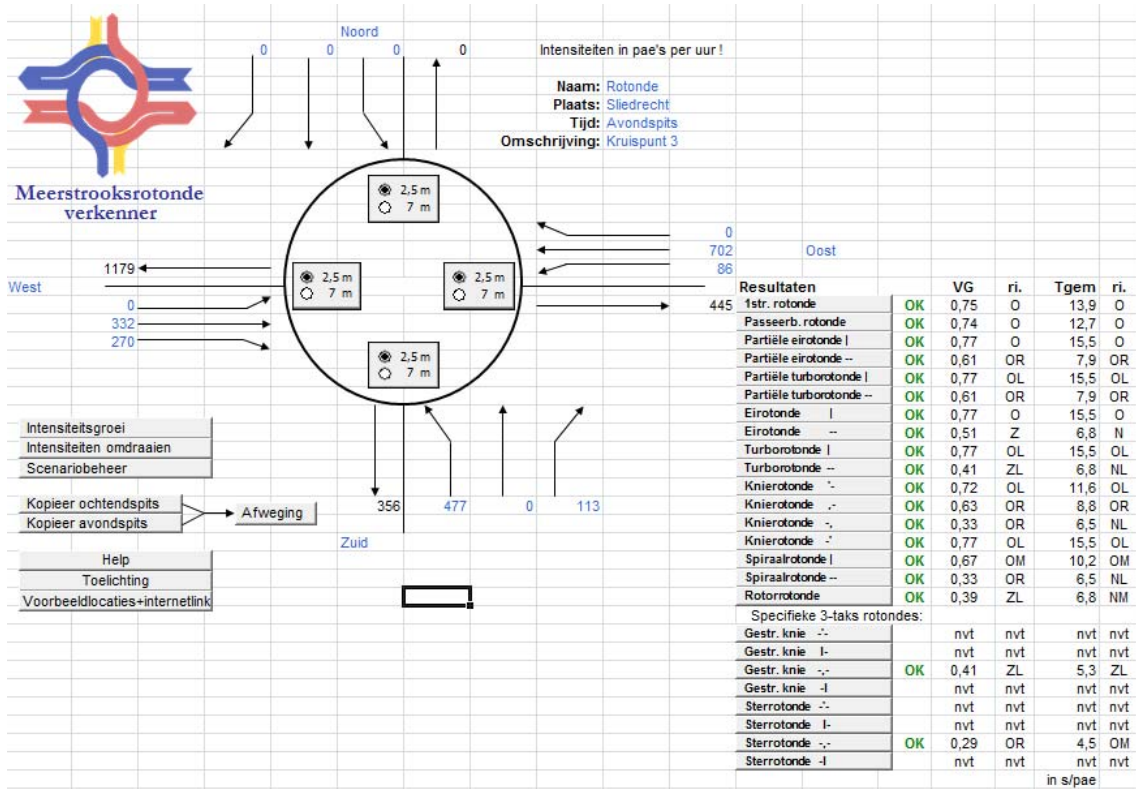 Noord
0 0 0 0 Intensiteiten in pae's per uur !
Naam: Rotonde
Plaats: Sliedrecht
Tijd: Avondspits
Omschrijving: Kruispunt 3
Meerstrooksrotonde
verkenner
2,5 m
7 m
0
702 Oost
86
1179
West
2,5 m
7 m
2,5 m
7 m
0
332
270
445
2,5 m
7 m
Intensiteitsgroei
Intensiteiten omdraaien
Scenariobeheer
Kopieer ochtendspits
Kopieer avondspits
Afweging
356 477 0 113
Zuid
Help
Toelichting
Voorbeeldlocaties+internetlink
Resultaten VG ri. Tgem ri.
1str. rotonde OK 0,75 O 13,9 O
Passeerb. rotonde OK 0,74 O 12,7 O
Partiële eirotonde | OK 0,77 O 15,5 O
Partiële eirotonde -- OK 0,61 OR 7,9 OR
Partiële turborotonde | OK 0,77 OL 15,5 OL
Partiële turborotonde -- OK 0,61 OR 7,9 OR
Eirotonde | OK 0,77 O 15,5 O
Eirotonde -- OK 0,51 Z 6,8 N
Turborotonde | OK 0,77 OL 15,5 OL
Turborotonde -- OK 0,41 ZL 6,8 NL
Knierotonde '- OK 0,72 OL 11,6 OL
Knierotonde ,- OK 0,63 OR 8,8 OR
Knierotonde -, OK 0,33 OR 6,5 NL
Knierotonde -' OK 0,77 OL 15,5 OL
Spiraalrotonde | OK 0,67 OM 10,2 OM
Spiraalrotonde -- OK 0,33 OR 6,5 NL
Rotorrotonde OK 0,39 ZL 6,8 NM
Specifieke 3-taks rotondes:
Gestr. knie -'- nvt nvt nvt nvt
Gestr. knie I- nvt nvt nvt nvt
Gestr. knie -,- OK 0,41 ZL 5,3 ZL
Gestr. knie -I nvt nvt nvt nvt
Sterrotonde -'- nvt nvt nvt nvt
Sterrotonde I- nvt nvt nvt nvt
Sterrotonde -,- OK 0,29 OR 4,5 OM
Sterrotonde -I nvt nvt nvt nvt
in s/pae